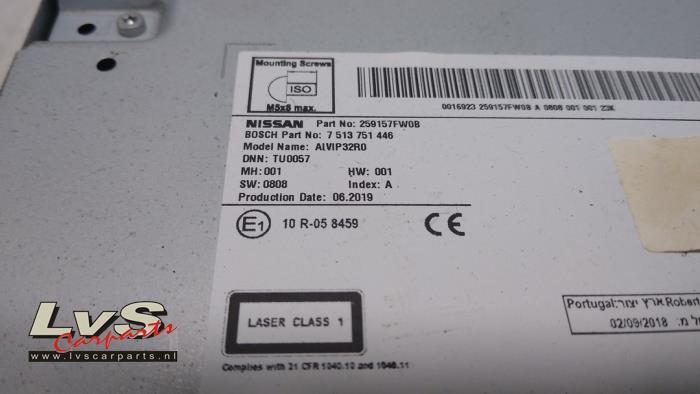 Mounting Screws
ISO
M5x8 max.
0016923 259157FW0B A 0808 001 001 23K
NISSAN Part No: 259157FW0B
BOSCH Part No: 7 513 751 446
Model Name: AIVIP32R0
DNN: TU0057
MH:001 HW: 001
SW:0808 Index: A
Production Date: 06.2019
E1 10 R-05 8459 CE
LASER CLASS 1
Complies with 21 CFR 1040.10 and 1040.11
Portugal:ארץ יצור Robert
02/09/2018
LvS
Carparts
www.lvscarparts.nl